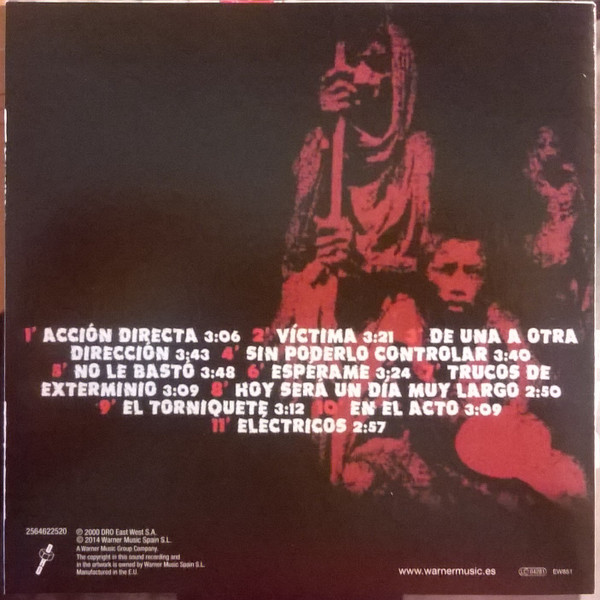 1' ACCIÓN DIRECTA 3:06 2' VÍCTIMA 3:21 3' DE UNA A OTRA
DIRECCIÓN 3:43 4' SIN PODERLO CONTROLAR 3:40
5' NO LE BASTÓ 3:48 6' ESPÉRAME 3:24 7' TRUCOS DE
EXTERMINIO 3:09 8' HOY SERÁ UN DÍA MUY LARGO 2:50
9' EL TORNIQUETE 3:12 10' EN EL ACTO 3:09
11' ELÉCTRICOS 2:57
2564622520 ℗ 2000 DRO East West S.A.
© 2014 Warner Music Spain S.L.
A Warner Music Group Company.
The copyright in this sound recording and
in the artwork is owned by Warner Music Spain S.L.
Manufactured in the E.U.
www.warnermusic.es EW851